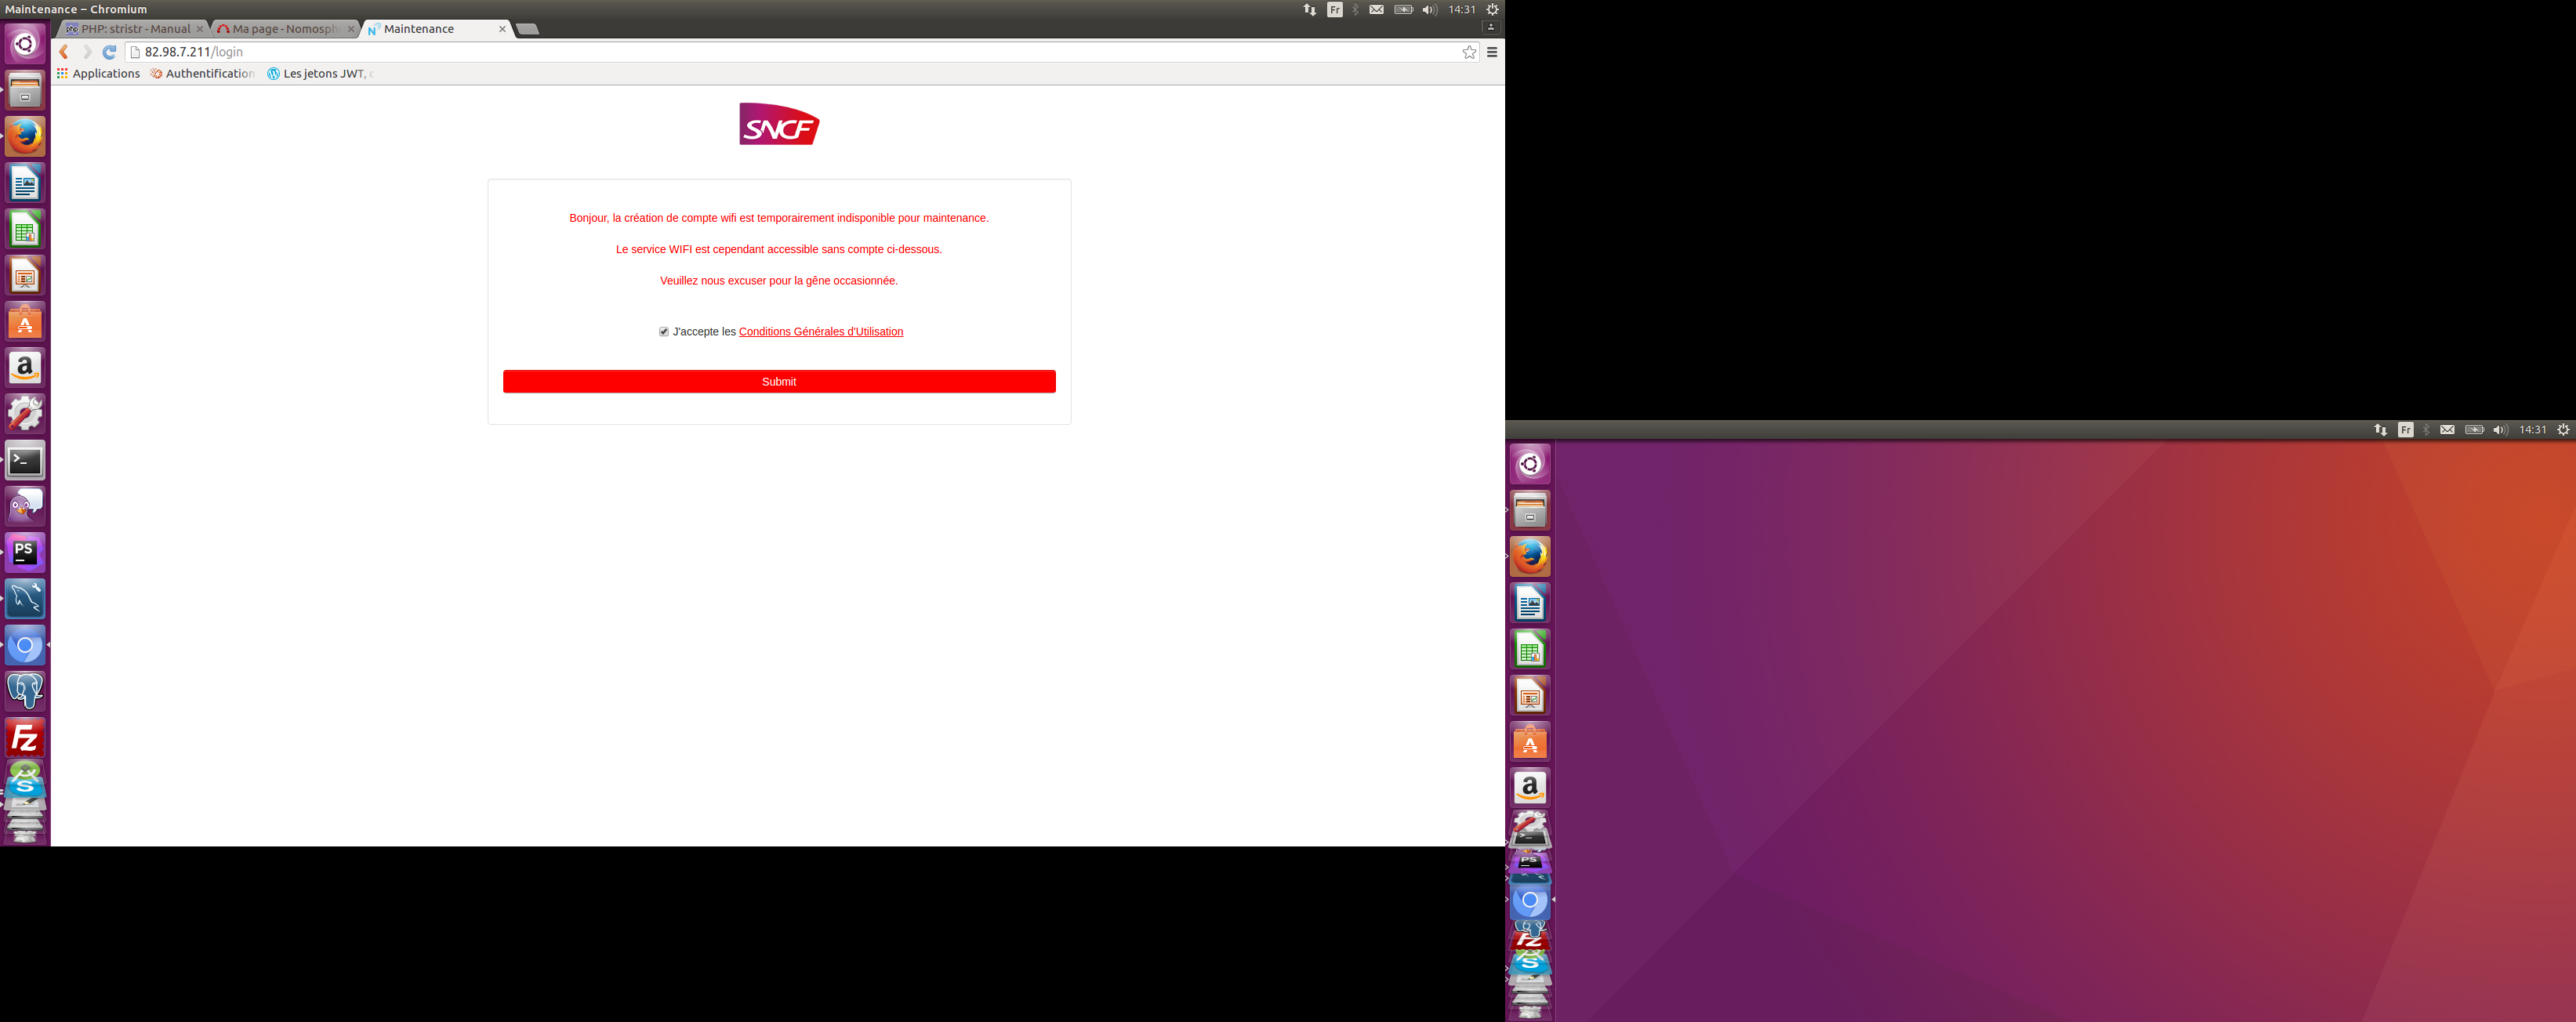 Maintenance – Chromium
Fr
14:31
PHP: stristr - Manual
Ma page - Nomosph
Maintenance
82.98.7.211/login
Applications
Authentification
Les jetons JWT,
SNCF
Bonjour, la création de compte wifi est temporairement indisponible pour maintenance.
Le service WIFI est cependant accessible sans compte ci-dessous.
Veuillez nous excuser pour la gêne occasionnée.
J'accepte les Conditions Générales d'Utilisation
Submit
PS
Fz
S
Fr
14:31
PS
Fz
S